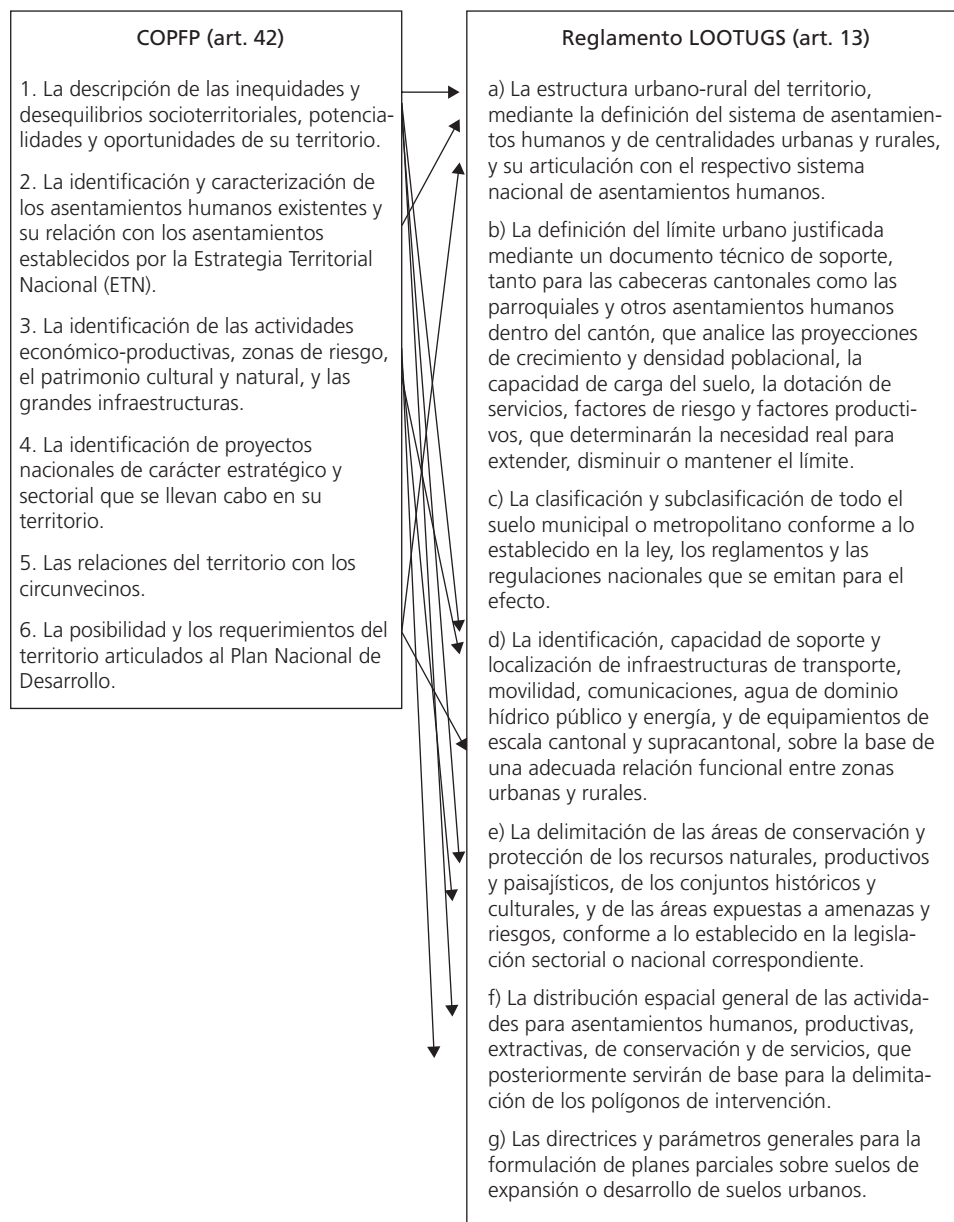 COPFP (art. 42)
1. La descripción de las inequidades y
desequilibrios socioterritoriales, potencia-
lidades y oportunidades de su territorio.
2. La identificación y caracterización de
los asentamientos humanos existentes y
su relación con los asentamientos
establecidos por la Estrategia Territorial
Nacional (ETN).
3. La identificación de las actividades
económico-productivas, zonas de riesgo,
el patrimonio cultural y natural, y las
grandes infraestructuras.
4. La identificación de proyectos
nacionales de carácter estratégico y
sectorial que se llevan cabo en su
territorio.
5. Las relaciones del territorio con los
circunvecinos.
6. La posibilidad y los requerimientos del
territorio articulados al Plan Nacional de
Desarrollo.
Reglamento LOOTUGS (art. 13)
a) La estructura urbano-rural del territorio,
mediante la definición del sistema de asentamien-
tos humanos y de centralidades urbanas y rurales,
y su articulación con el respectivo sistema
nacional de asentamientos humanos.
b) La definición del límite urbano justificada
mediante un documento técnico de soporte,
tanto para las cabeceras cantonales como las
parroquiales y otros asentamientos humanos
dentro del cantón, que analice las proyecciones
de crecimiento y densidad poblacional, la
capacidad de carga del suelo, la dotación de
servicios, factores de riesgo y factores producti-
vos, que determinarán la necesidad real para
extender, disminuir o mantener el límite.
c) La clasificación y subclasificación de todo el
suelo municipal o metropolitano conforme a lo
establecido en la ley, los reglamentos y las
regulaciones nacionales que se emitan para el
efecto.
d) La identificación, capacidad de soporte y
localización de infraestructuras de transporte,
movilidad, comunicaciones, agua de dominio
hídrico público y energía, y de equipamientos de
escala cantonal y supracantonal, sobre la base de
una adecuada relación funcional entre zonas
urbanas y rurales.
e) La delimitación de las áreas de conservación y
protección de los recursos naturales, productivos
y paisajísticos, de los conjuntos históricos y
culturales, y de las áreas expuestas a amenazas y
riesgos, conforme a lo establecido en la legisla-
ción sectorial o nacional correspondiente.
f) La distribución espacial general de las activida-
des para asentamientos humanos, productivas,
extractivas, de conservación y de servicios, que
posteriormente servirán de base para la delimita-
ción de los polígonos de intervención.
g) Las directrices y parámetros generales para la
formulación de planes parciales sobre suelos de
expansión o desarrollo de suelos urbanos.